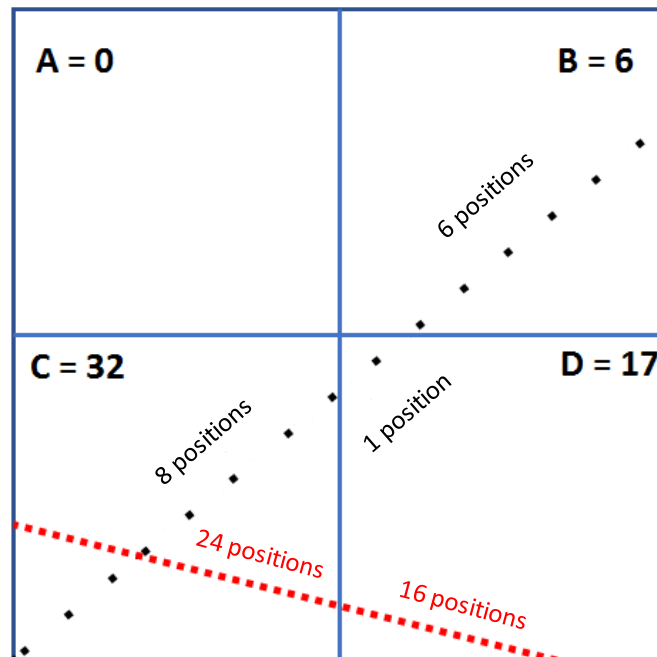 A = 0
B = 6
6 positions
C = 32
D = 17
8 positions
1 position
24 positions
16 positions